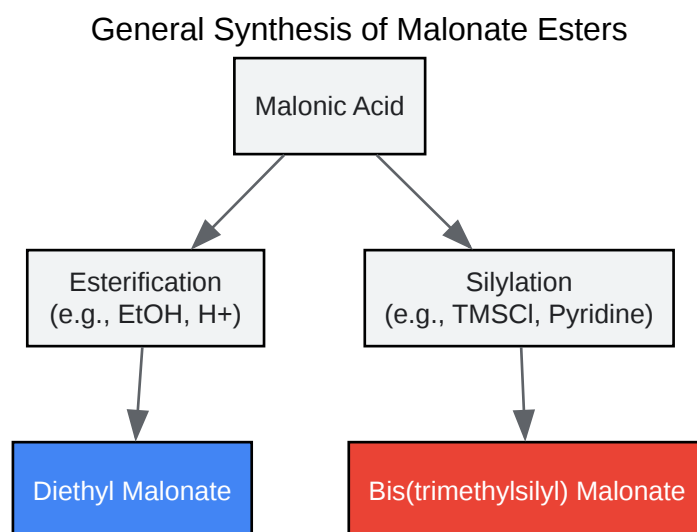 General Synthesis of Malonate Esters
Malonic Acid
Esterification
(e.g., EtOH, H+)
Silylation
(e.g., TMSCl, Pyridine)
Diethyl Malonate
Bis(trimethylsilyl) Malonate